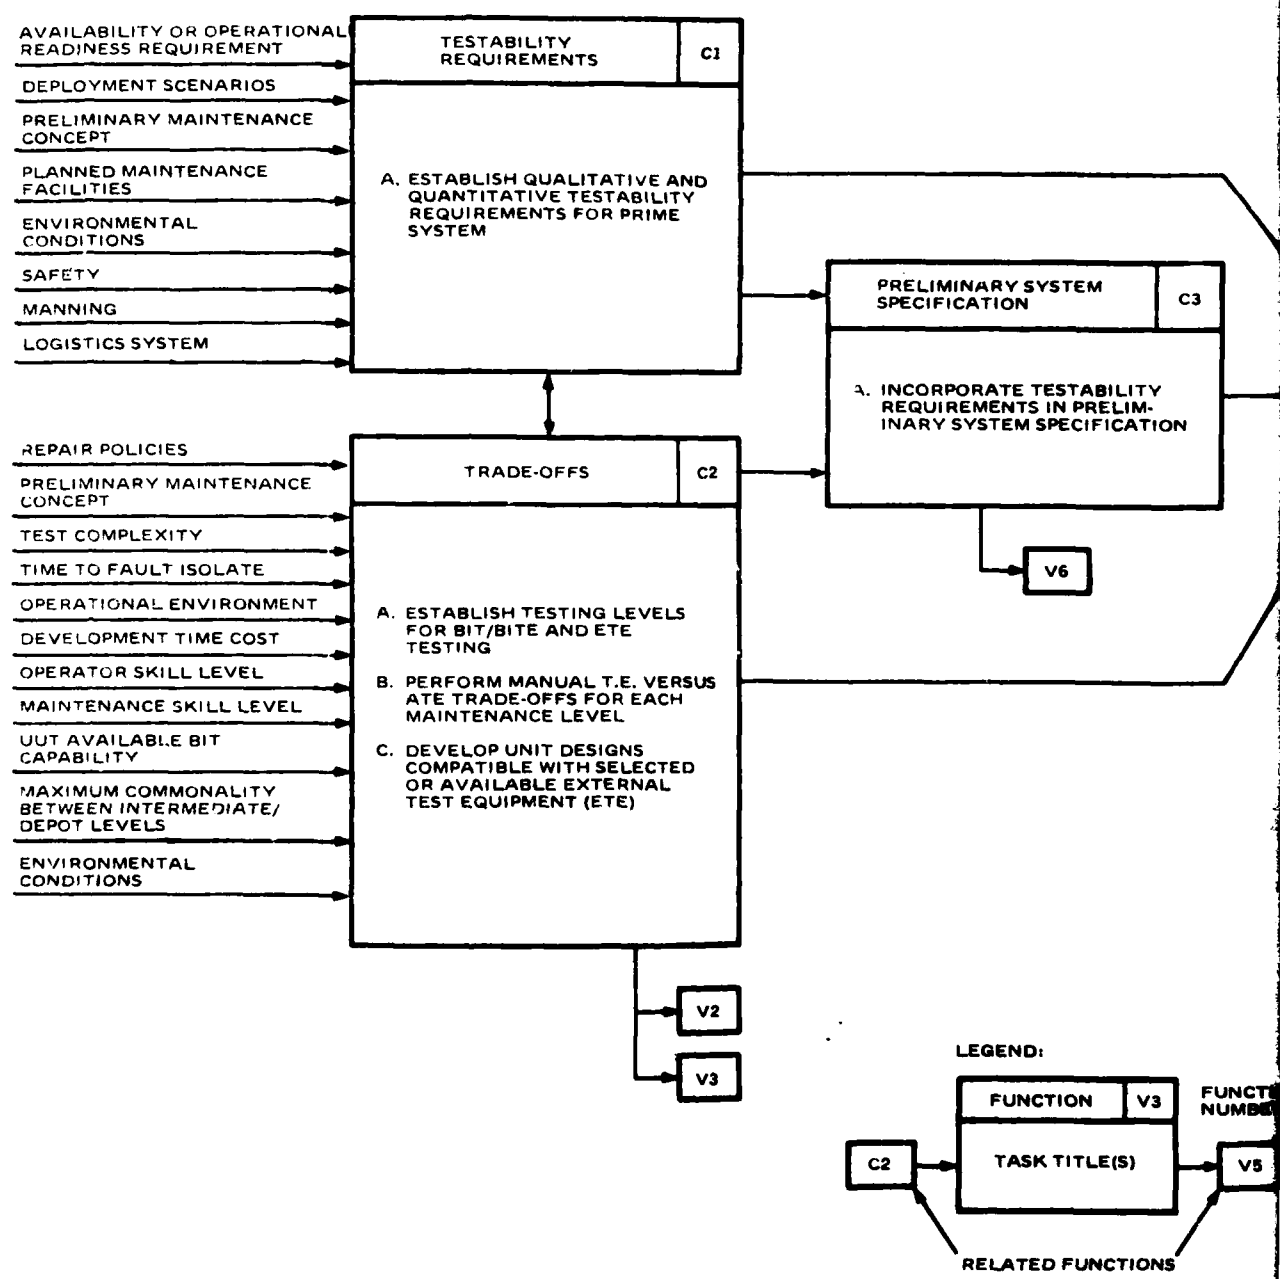 AVAILABILITY OR OPERATIONAL
READINESS REQUIREMENT
DEPLOYMENT SCENARIOS
PRELIMINARY MAINTENANCE
CONCEPT
PLANNED MAINTENANCE
FACILITIES
ENVIRONMENTAL
CONDITIONS
SAFETY
MANNING
LOGISTICS SYSTEM
TESTABILITY
REQUIREMENTS
C1
A. ESTABLISH QUALITATIVE AND
QUANTITATIVE TESTABILITY
REQUIREMENTS FOR PRIME
SYSTEM
PRELIMINARY SYSTEM
SPECIFICATION
C3
A. INCORPORATE TESTABILITY
REQUIREMENTS IN PRELIM-
INARY SYSTEM SPECIFICATION
V6
REPAIR POLICIES
PRELIMINARY MAINTENANCE
CONCEPT
TEST COMPLEXITY
TIME TO FAULT ISOLATE
OPERATIONAL ENVIRONMENT
DEVELOPMENT TIME COST
OPERATOR SKILL LEVEL
MAINTENANCE SKILL LEVEL
UUT AVAILABLE BIT
CAPABILITY
MAXIMUM COMMONALITY
BETWEEN INTERMEDIATE/
DEPOT LEVELS
ENVIRONMENTAL
CONDITIONS
TRADE-OFFS
C2
A. ESTABLISH TESTING LEVELS
FOR BIT/BITE AND ETE
TESTING
B. PERFORM MANUAL T.E. VERSUS
ATE TRADE-OFFS FOR EACH
MAINTENANCE LEVEL
C. DEVELOP UNIT DESIGNS
COMPATIBLE WITH SELECTED
OR AVAILABLE EXTERNAL
TEST EQUIPMENT (ETE)
V2
V3
LEGEND:
FUNCTION
V3
TASK TITLE(S)
C2
V5
RELATED FUNCTIONS